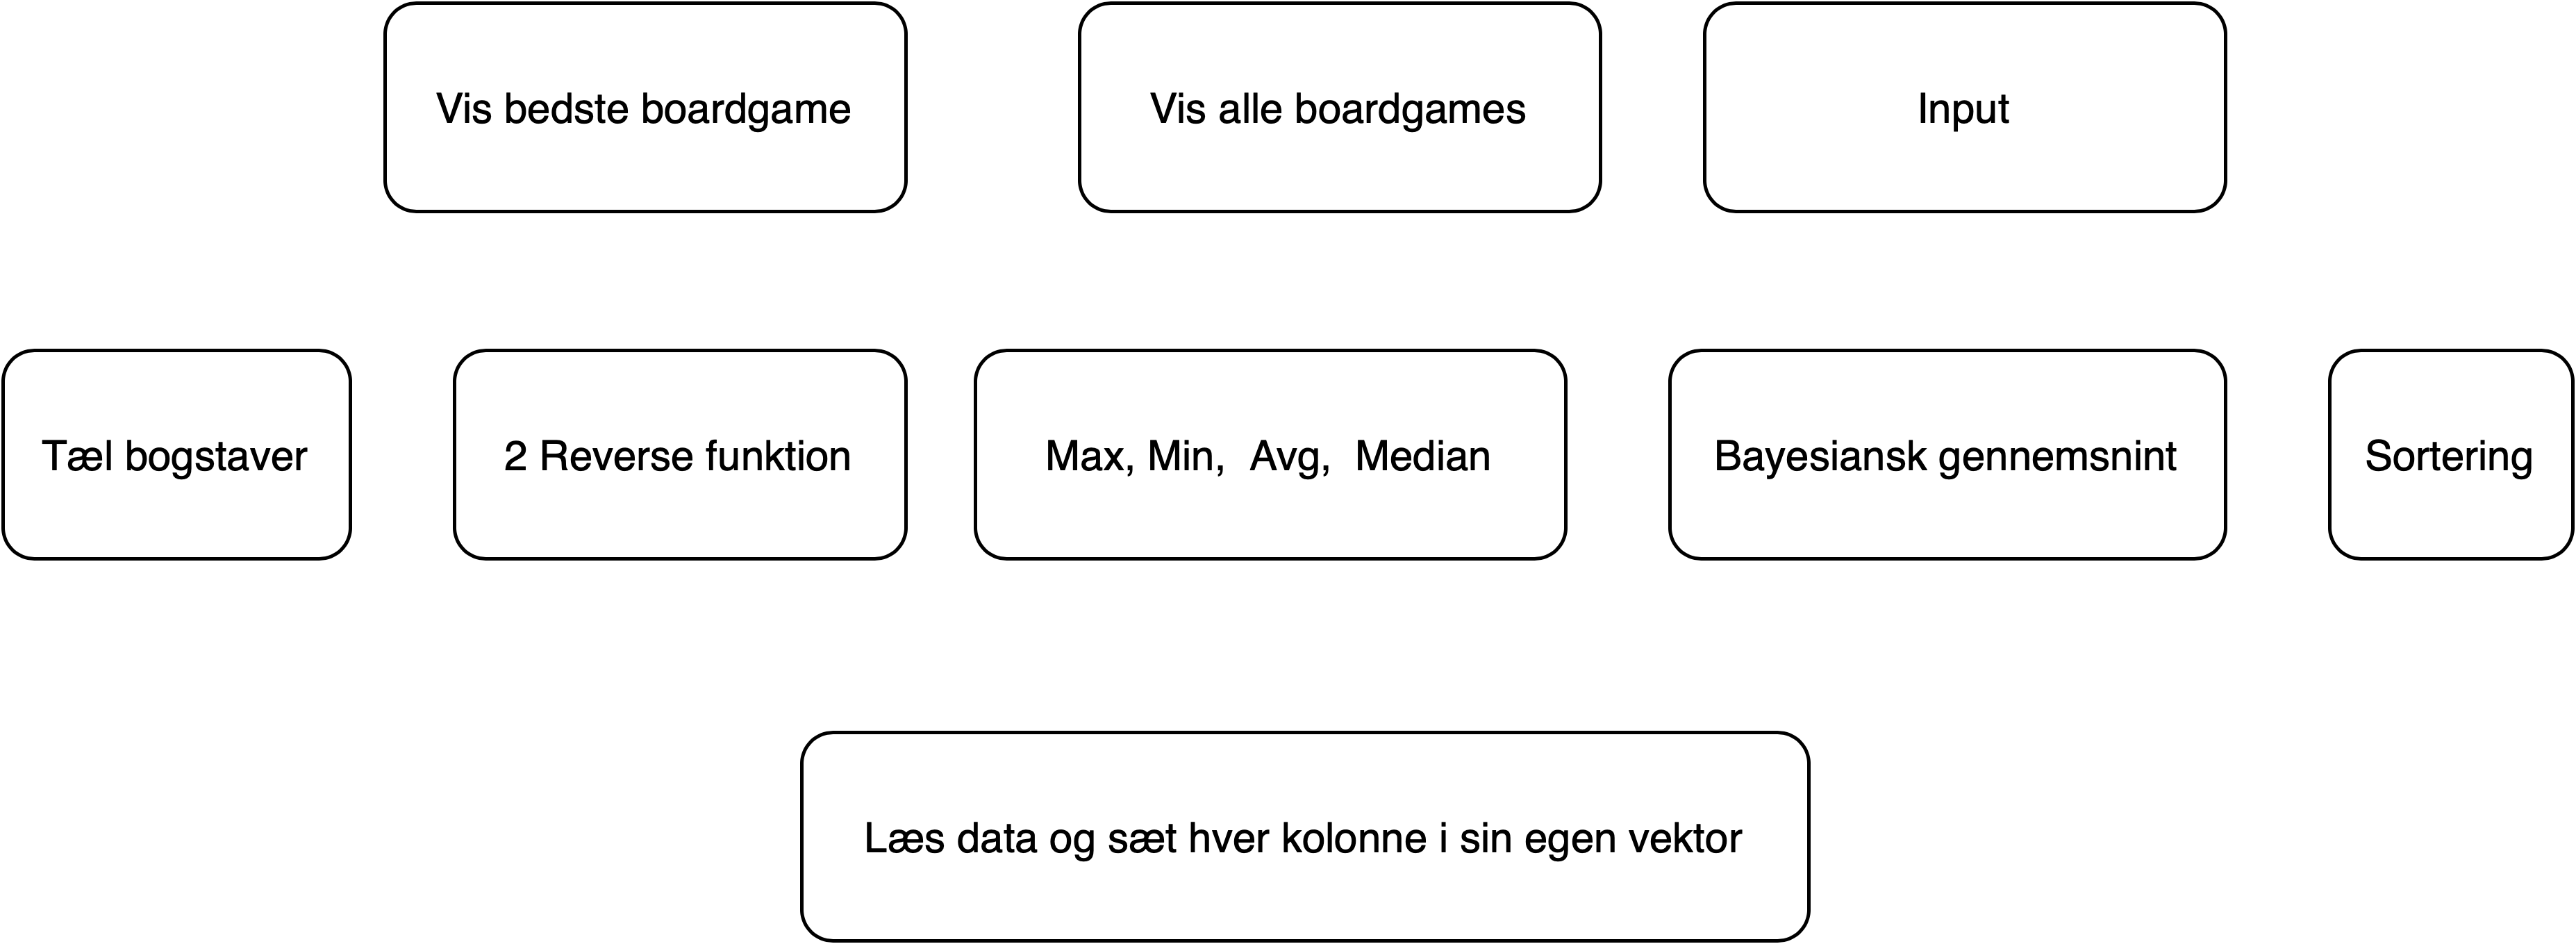 Vis bedste boardgame
Vis alle boardgames
Input
Tæl bogstaver
2 Reverse funktion
Max, Min,  Avg,  Median
Bayesiansk gennemsnint
Sortering
Læs data og sæt hver kolonne i sin egen vektor